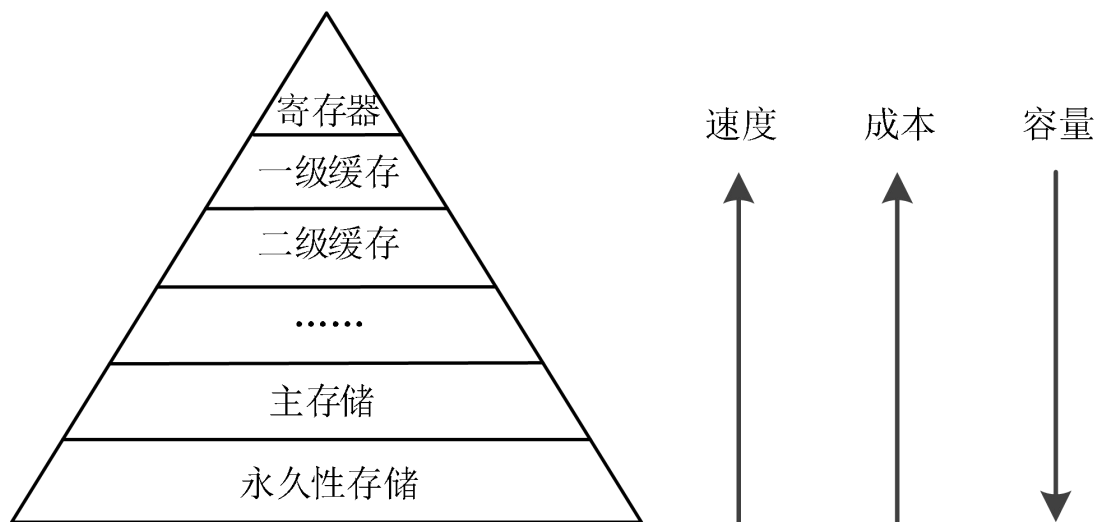 寄存器
一级缓存
二级缓存
……
主存储
永久性存储
速度 成本 容量